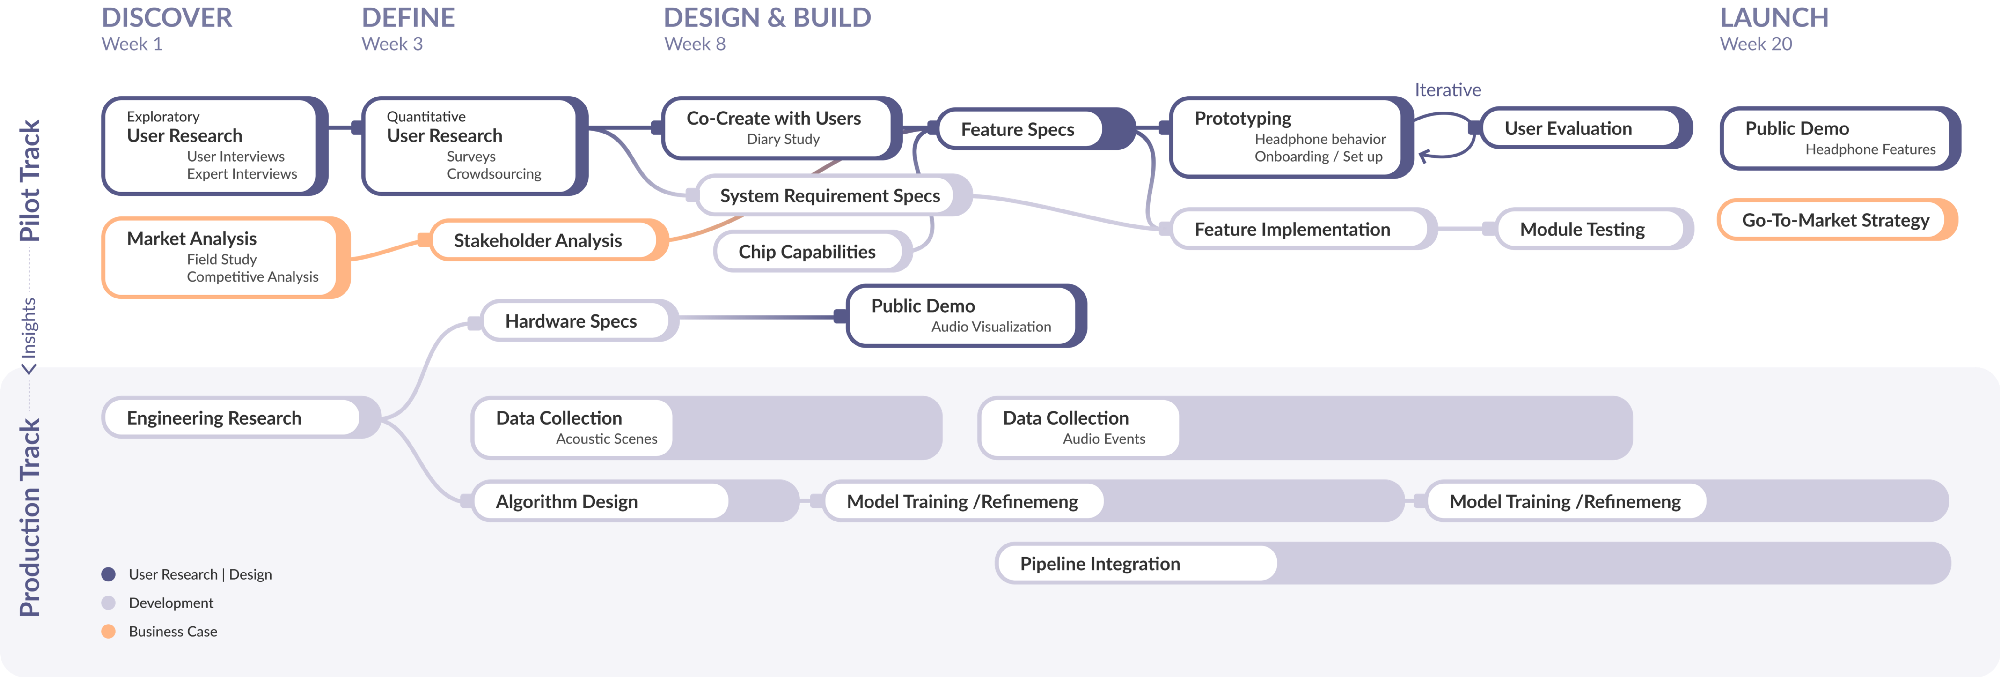 DISCOVER
Week 1
DEFINE
Week 3
DESIGN & BUILD
Week 8
LAUNCH
Week 20
Pilot Track
Insights
Production Track
Exploratory
User Research
User Interviews
Expert Interviews
Quantitative
User Research
Surveys
Crowdsourcing
Co-Create with Users
Diary Study
Feature Specs
Prototyping
Headphone behavior
Onboarding / Set up
Iterative
User Evaluation
Public Demo
Headphone Features
System Requirement Specs
Market Analysis
Field Study
Competitive Analysis
Stakeholder Analysis
Chip Capabilities
Feature Implementation
Module Testing
Go-To-Market Strategy
Hardware Specs
Public Demo
Audio Visualization
Engineering Research
Data Collection
Acoustic Scenes
Data Collection
Audio Events
Algorithm Design
Model Training /Refinemeng
Model Training /Refinemeng
Pipeline Integration
User Research | Design
Development
Business Case